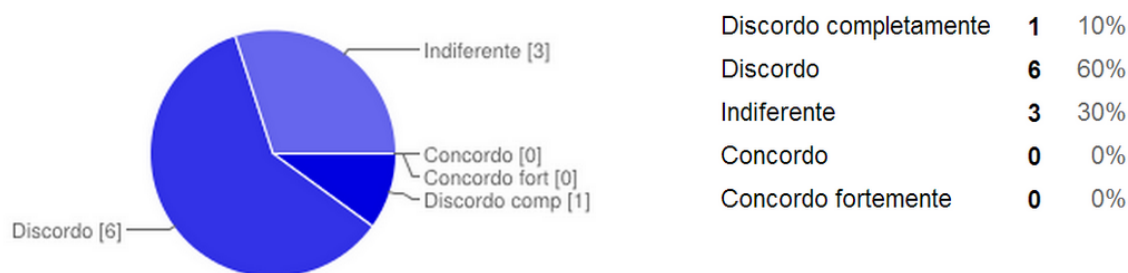 Indiferente [3]
Concordo [0]
Concordo fort [0]
Discordo comp [1]
Discordo [6]
Discordo completamente 1 10%
Discordo 6 60%
Indiferente 3 30%
Concordo 0 0%
Concordo fortemente 0 0%